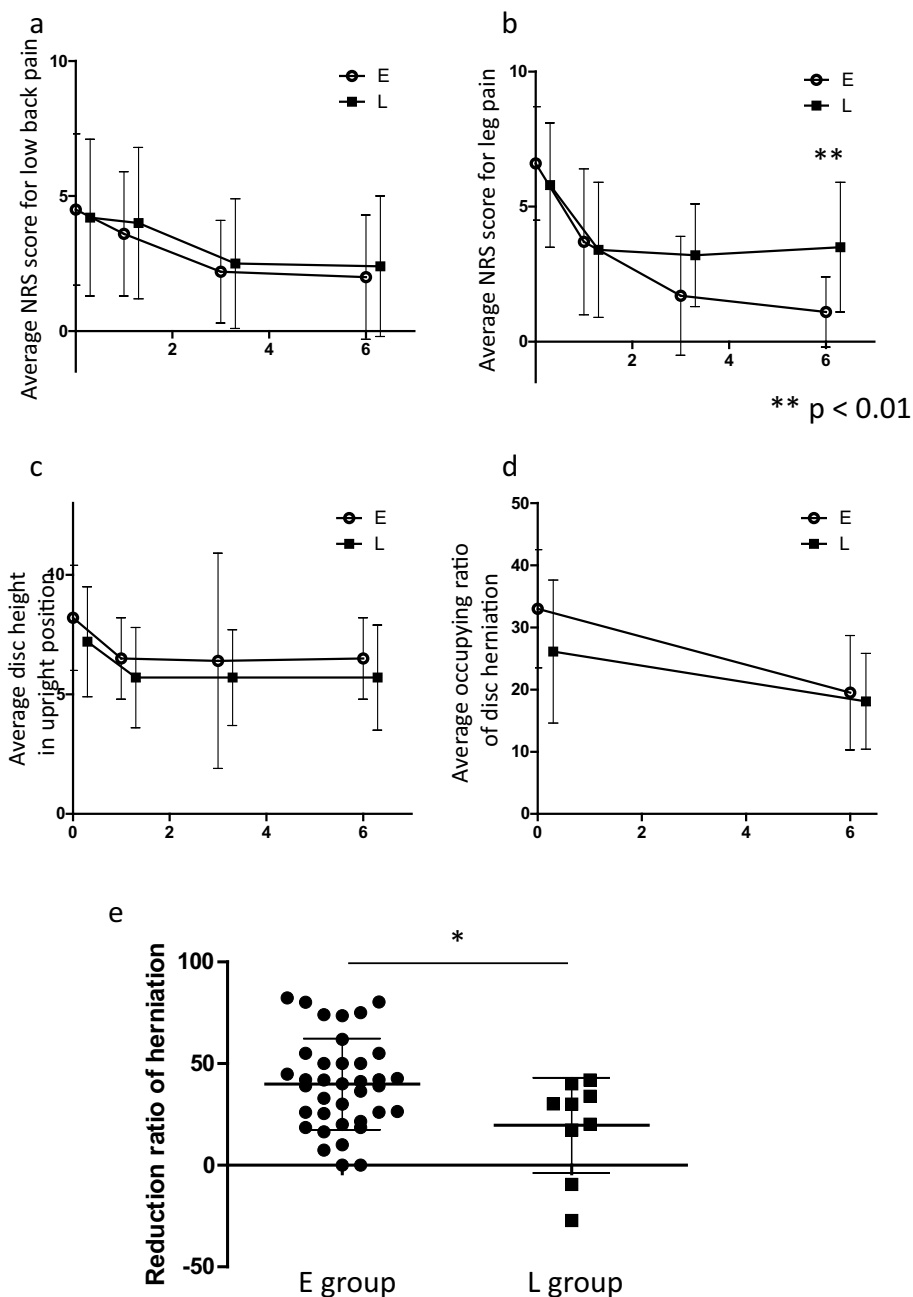 a
Average NRS score for low back pain
10
5
0
2
4
6
E
L
b
Average NRS score for leg pain
10
5
0
2
4
6
E
L
**
** p < 0.01
c
Average disc height
in upright position
10
5
0
0
2
4
6
E
L
d
Average occupying ratio
of disc herniation
50
40
30
20
10
0
0
2
4
6
E
L
e
Reduction ratio of herniation
100
50
0
-50
*
E group
L group